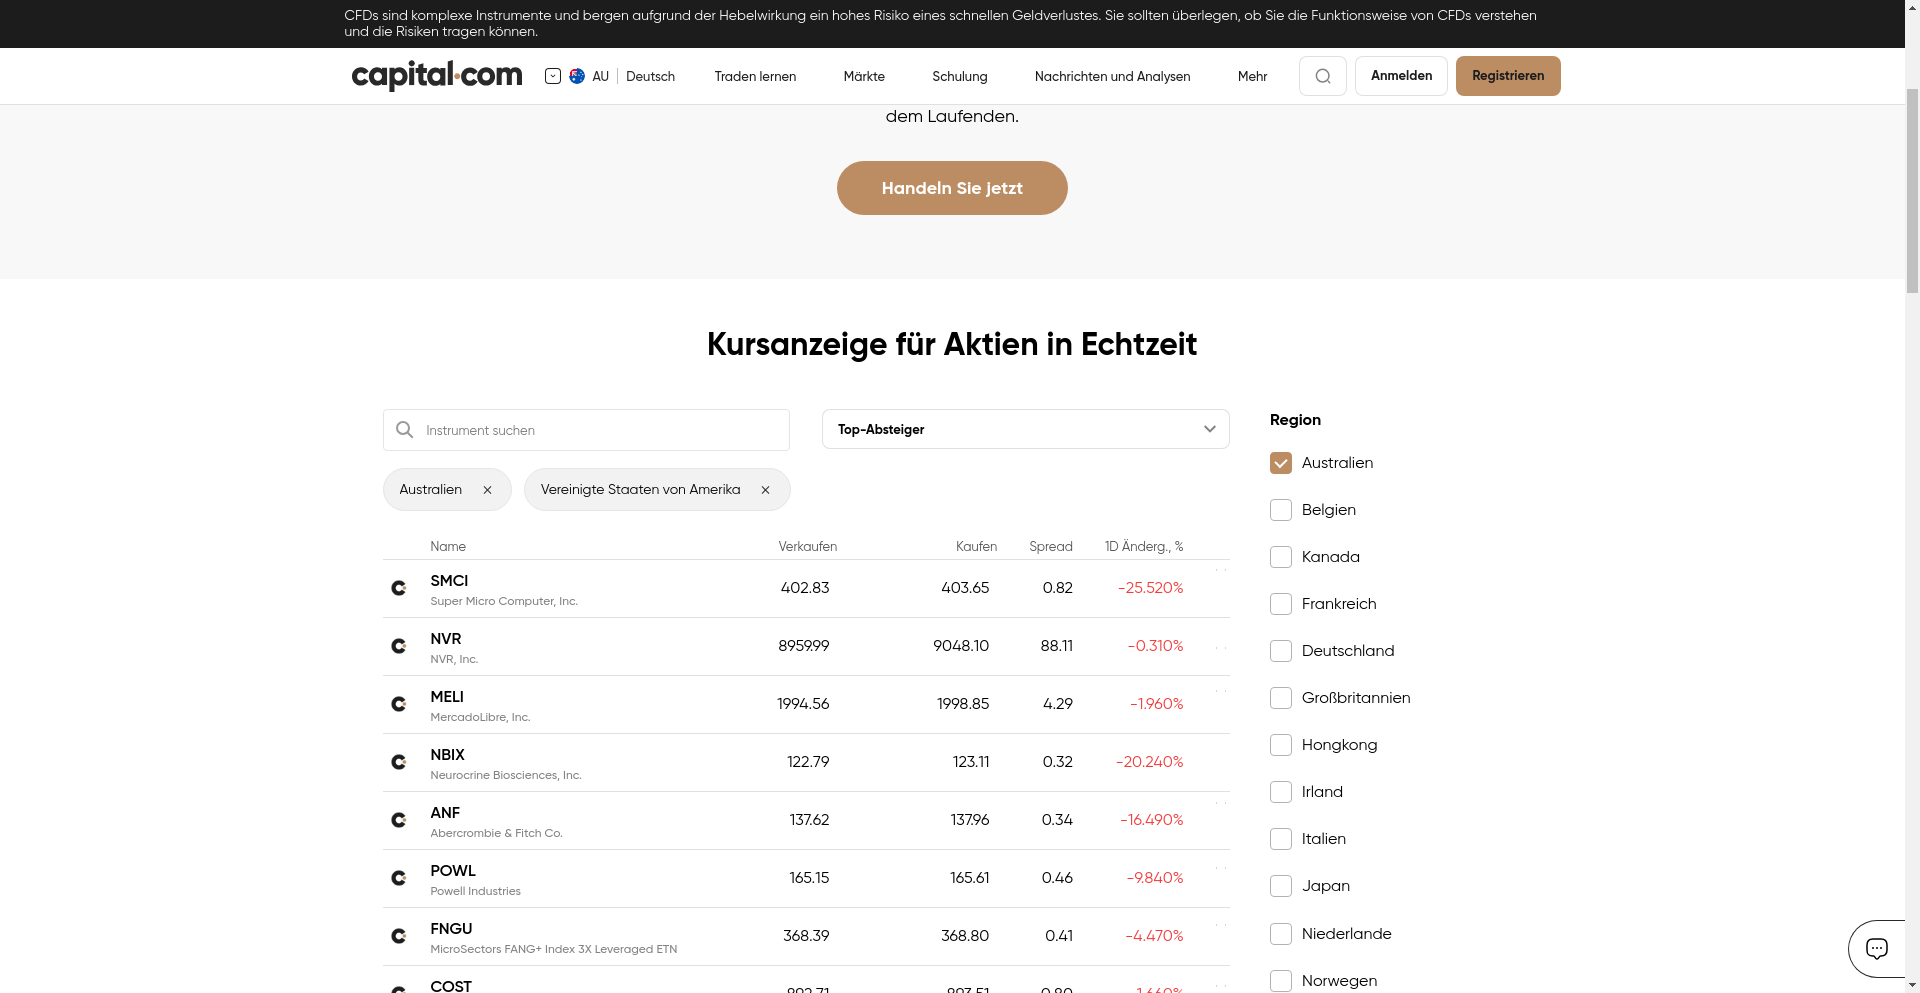 CFDs sind komplexe Instrumente und bergen aufgrund der Hebelwirkung ein hohes Risiko eines schnellen Geldverlustes. Sie sollten überlegen, ob Sie die Funktionsweise von CFDs verstehen
und die Risiken tragen können.
capital.com AU Deutsch Traden lernen Märkte Schulung Nachrichten und Analysen Mehr Anmelden Registrieren
dem Laufenden.
Handeln Sie jetzt
Kursanzeige für Aktien in Echtzeit
Instrument suchen
Top-Absteiger
Australien
Vereinigte Staaten von Amerika
Name Verkaufen Kaufen Spread 1D Änderg., %
SMCI
Super Micro Computer, Inc.
402.83 403.65 0.82 -25.520%
NVR
NVR, Inc.
8959.99 9048.10 88.11 -0.310%
MELI
MercadoLibre, Inc.
1994.56 1998.85 4.29 -1.960%
NBIX
Neurocrine Biosciences, Inc.
122.79 123.11 0.32 -20.240%
ANF
Abercrombie & Fitch Co.
137.62 137.96 0.34 -16.490%
POWL
Powell Industries
165.15 165.61 0.46 -9.840%
FNGU
MicroSectors FANG+ Index 3X Leveraged ETN
368.39 368.80 0.41 -4.470%
COST
892.71 893.51 0.80 -1.660%
Region
Australien
Belgien
Kanada
Frankreich
Deutschland
Großbritannien
Hongkong
Irland
Italien
Japan
Niederlande
Norwegen